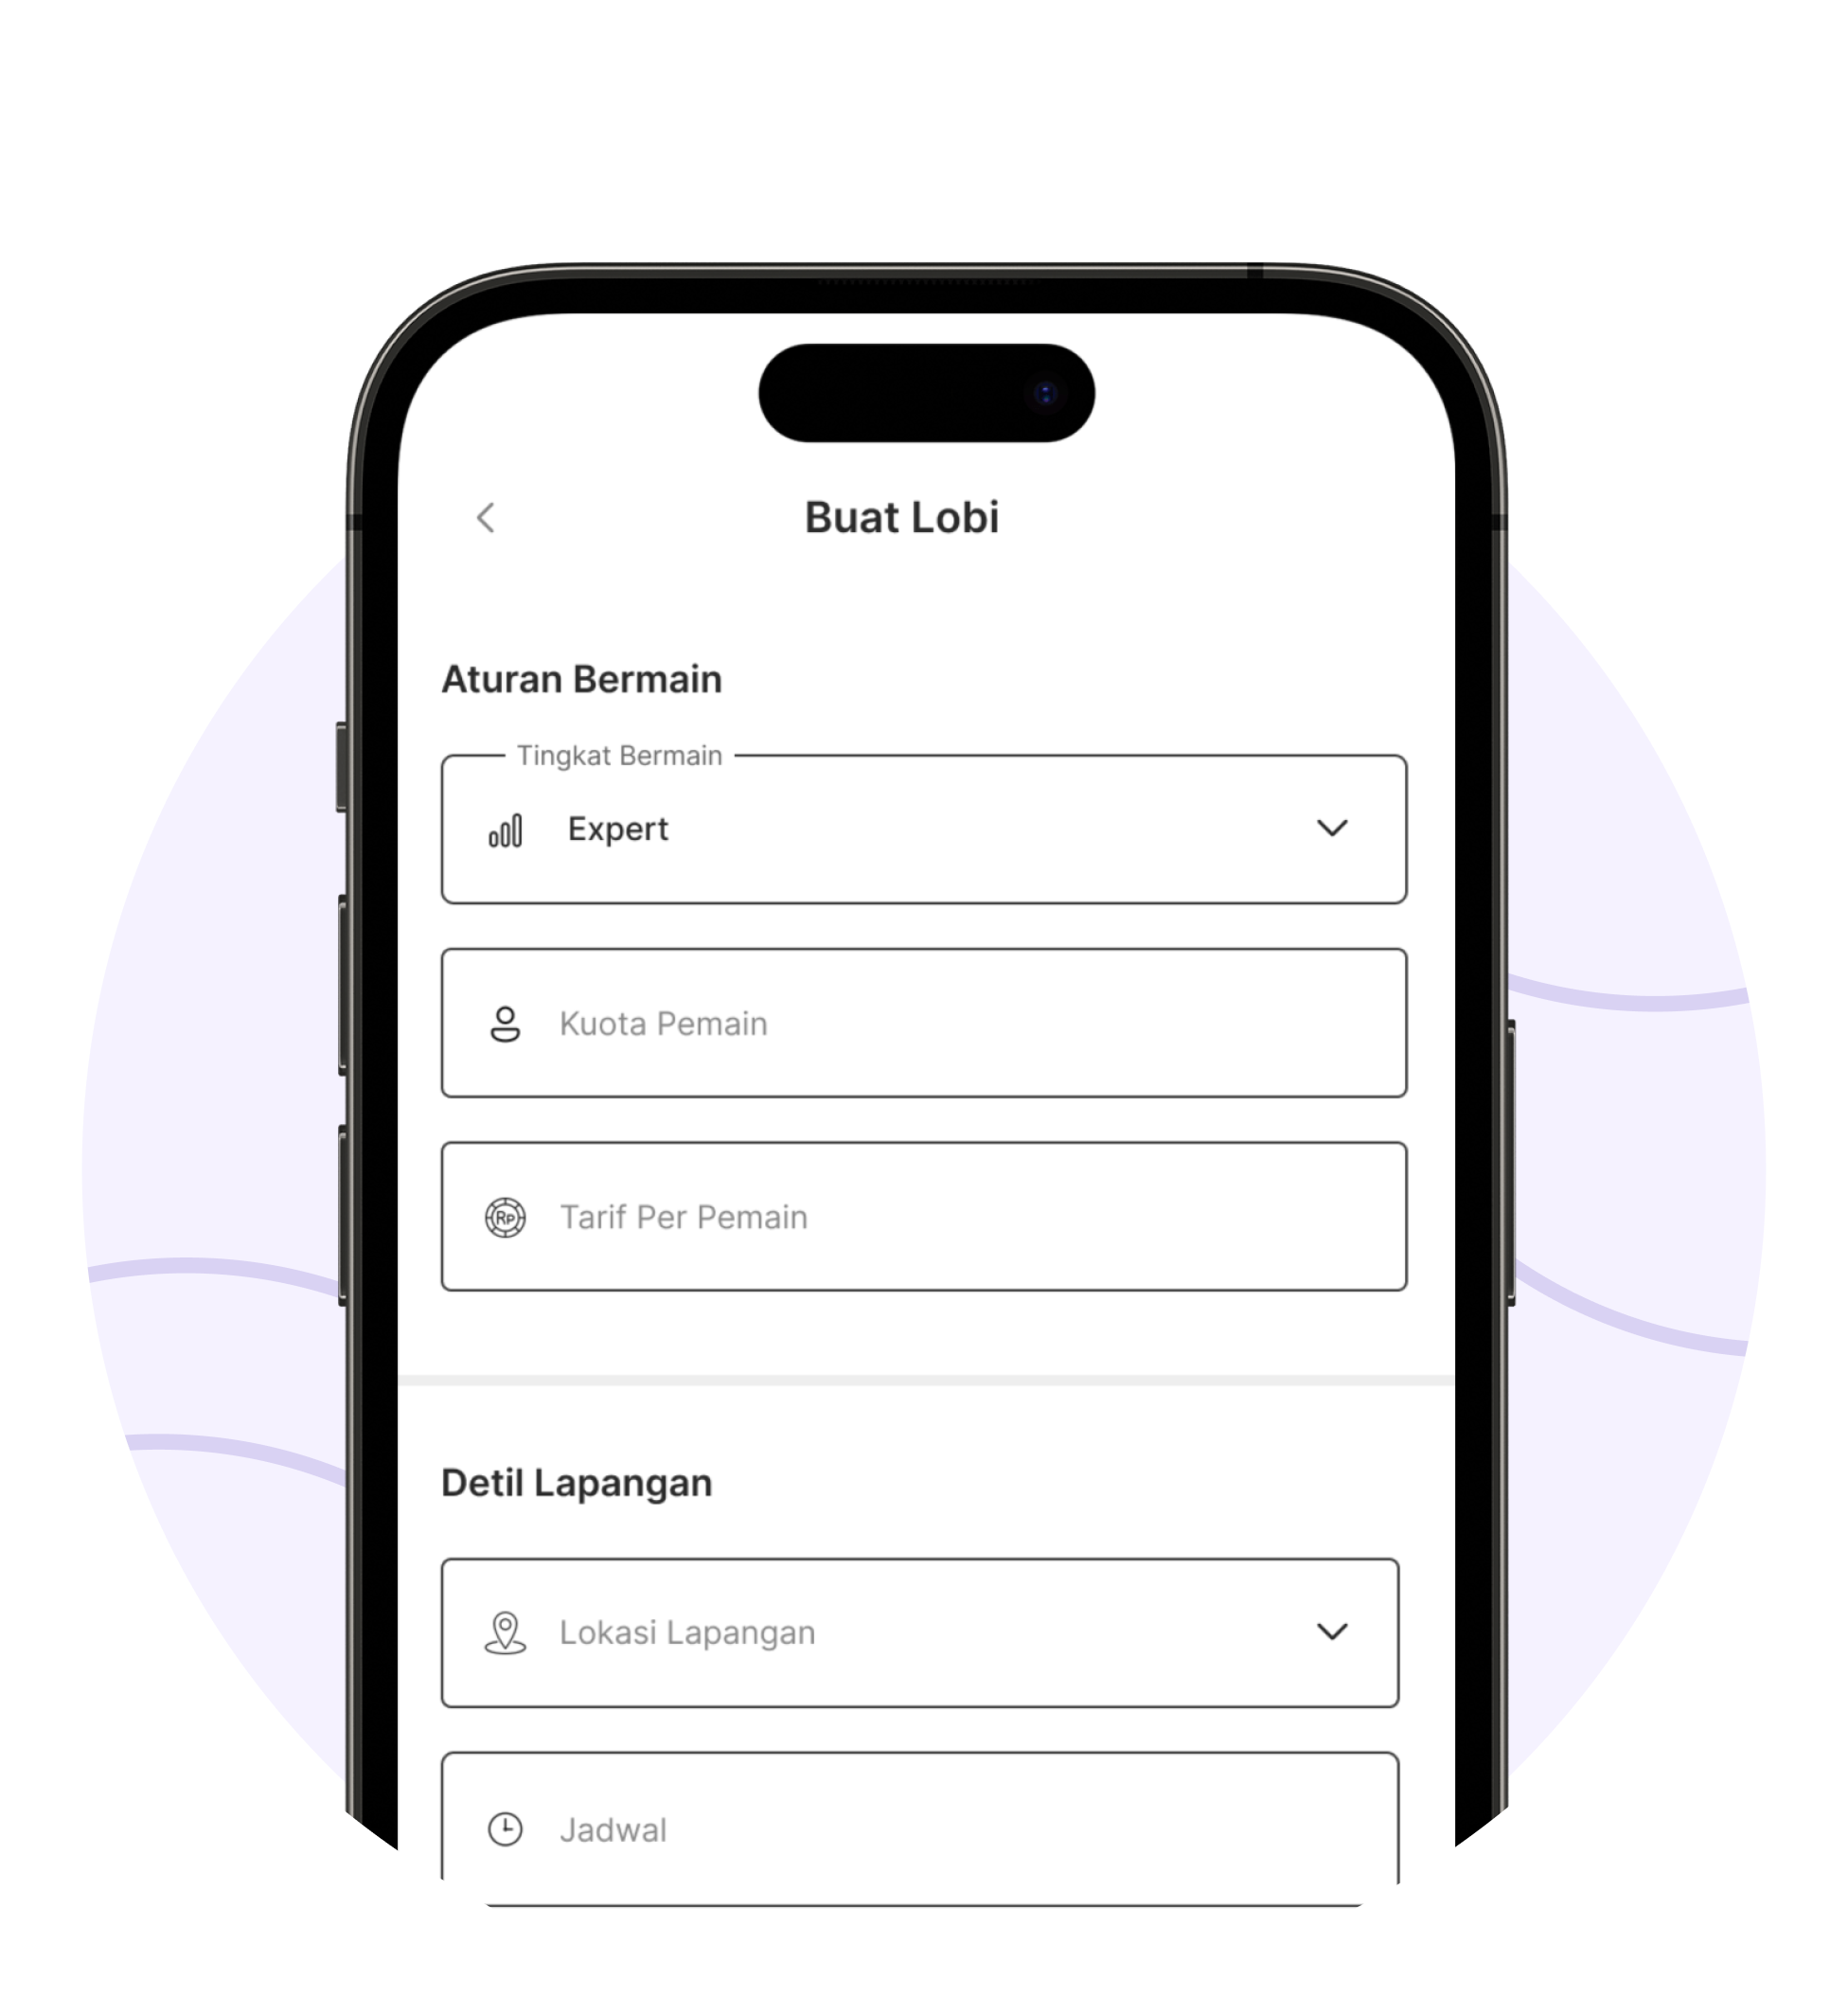 Buat Lobi
Aturan Bermain
Tingkat Bermain
Expert
Kuota Pemain
Rp Tarif Per Pemain
Detil Lapangan
Lokasi Lapangan
Jadwal